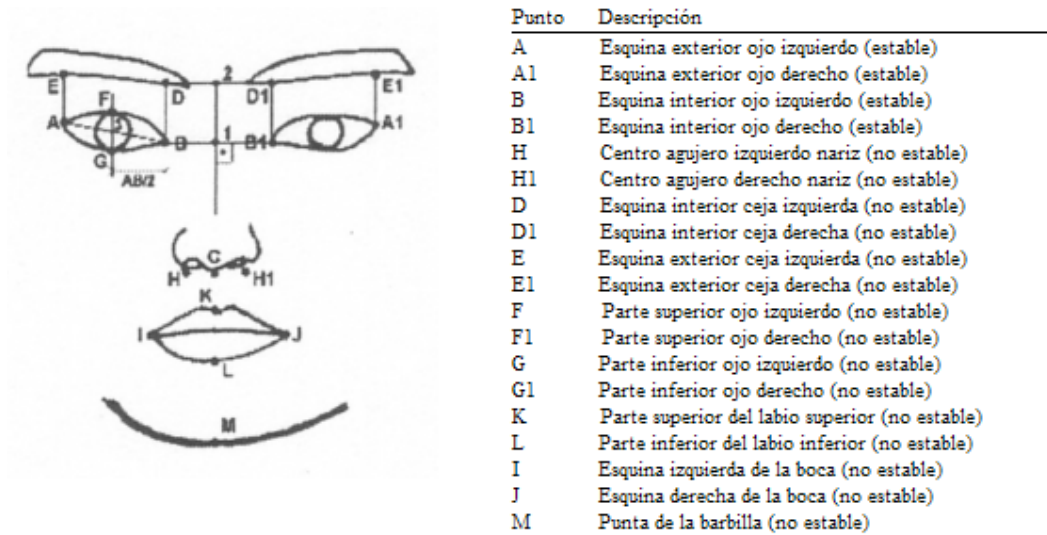 E
D
2
D1
E1
F
A
3
B
1
B1
A1
G
AB/2
C
H
H1
K
I
J
L
M
Punto Descripción
A Esquina exterior ojo izquierdo (estable)
A1 Esquina exterior ojo derecho (estable)
B Esquina interior ojo izquierdo (estable)
B1 Esquina interior ojo derecho (estable)
H Centro agujero izquierdo nariz (no estable)
H1 Centro agujero derecho nariz (no estable)
D Esquina interior ceja izquierda (no estable)
D1 Esquina interior ceja derecha (no estable)
E Esquina exterior ceja izquierda (no estable)
E1 Esquina exterior ceja derecha (no estable)
F Parte superior ojo izquierdo (no estable)
F1 Parte superior ojo derecho (no estable)
G Parte inferior ojo izquierdo (no estable)
G1 Parte inferior ojo derecho (no estable)
K Parte superior del labio superior (no estable)
L Parte inferior del labio inferior (no estable)
I Esquina izquierda de la boca (no estable)
J Esquina derecha de la boca (no estable)
M Punta de la barbilla (no estable)